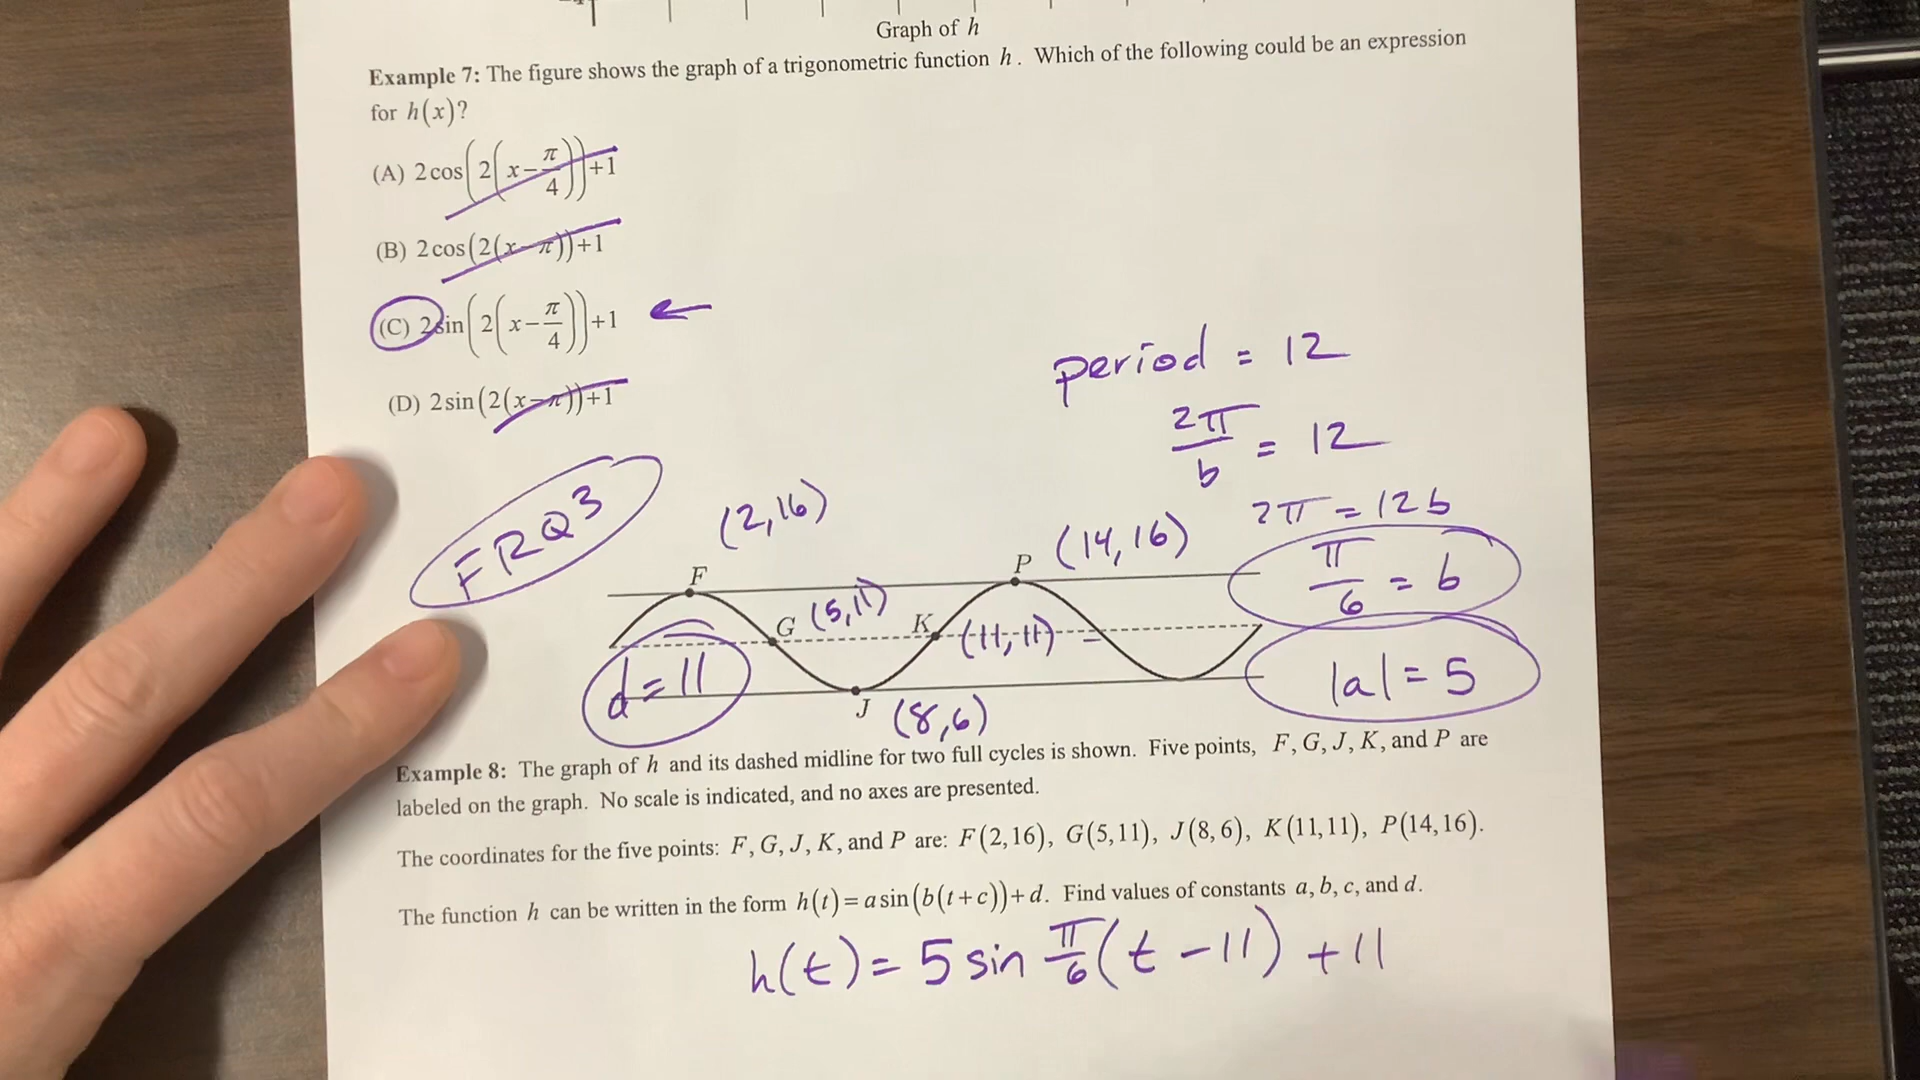 Graph of h
Example 7: The figure shows the graph of a trigonometric function h. Which of the following could be an expression
for h(x)?
(A) 2cos(2(x−π/4))+1
(B) 2cos(2(x−π))+1
(C) 2sin(2(x−π/4))+1 ←
(D) 2sin(2(x−π))+1
period = 12
2π/b = 12
2π = 12b
π/6 = b
|a| = 5
FRQ3
(2,16)
(14,16)
F
P
G (5,11)
K (11,11)
d = 11
J (8,6)
Example 8: The graph of h and its dashed midline for two full cycles is shown. Five points, F, G, J, K, and P are
labeled on the graph. No scale is indicated, and no axes are presented.
The coordinates for the five points: F, G, J, K, and P are: F(2,16), G(5,11), J(8,6), K(11,11), P(14,16).
The function h can be written in the form h(t)=a sin(b(t+c))+d. Find values of constants a, b, c, and d.
h(t) = 5 sin π/6 (t − 11) + 11